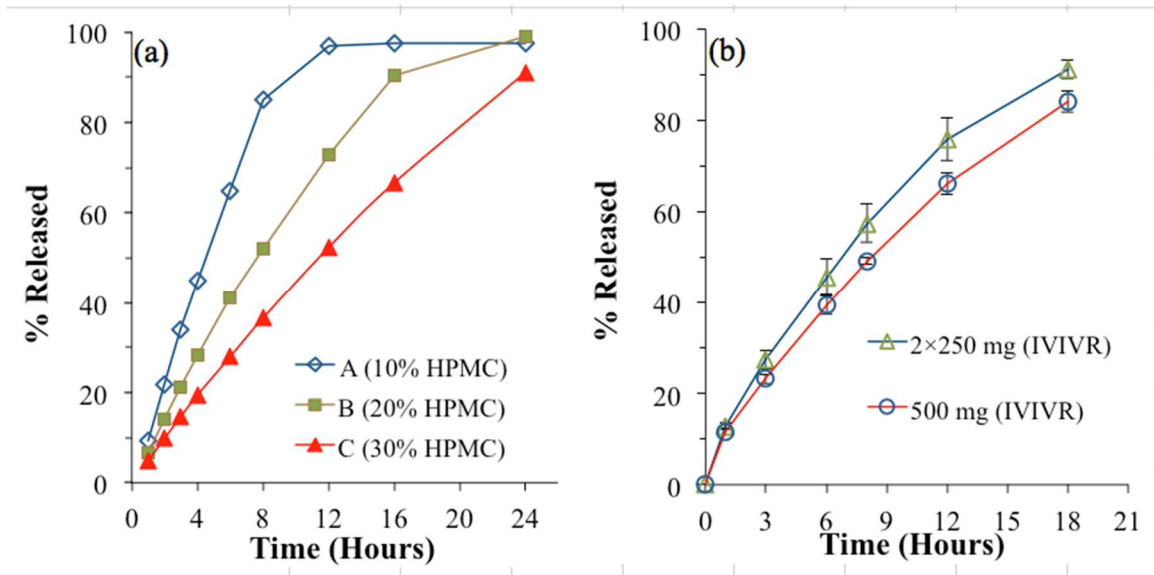 (a)
100
80
60
40
20
0
0 4 8 12 16 20 24
% Released
Time (Hours)
A (10% HPMC)
B (20% HPMC)
C (30% HPMC)
(b)
100
80
60
40
20
0
0 3 6 9 12 15 18 21
% Released
Time (Hours)
2×250 mg (IVIVR)
500 mg (IVIVR)